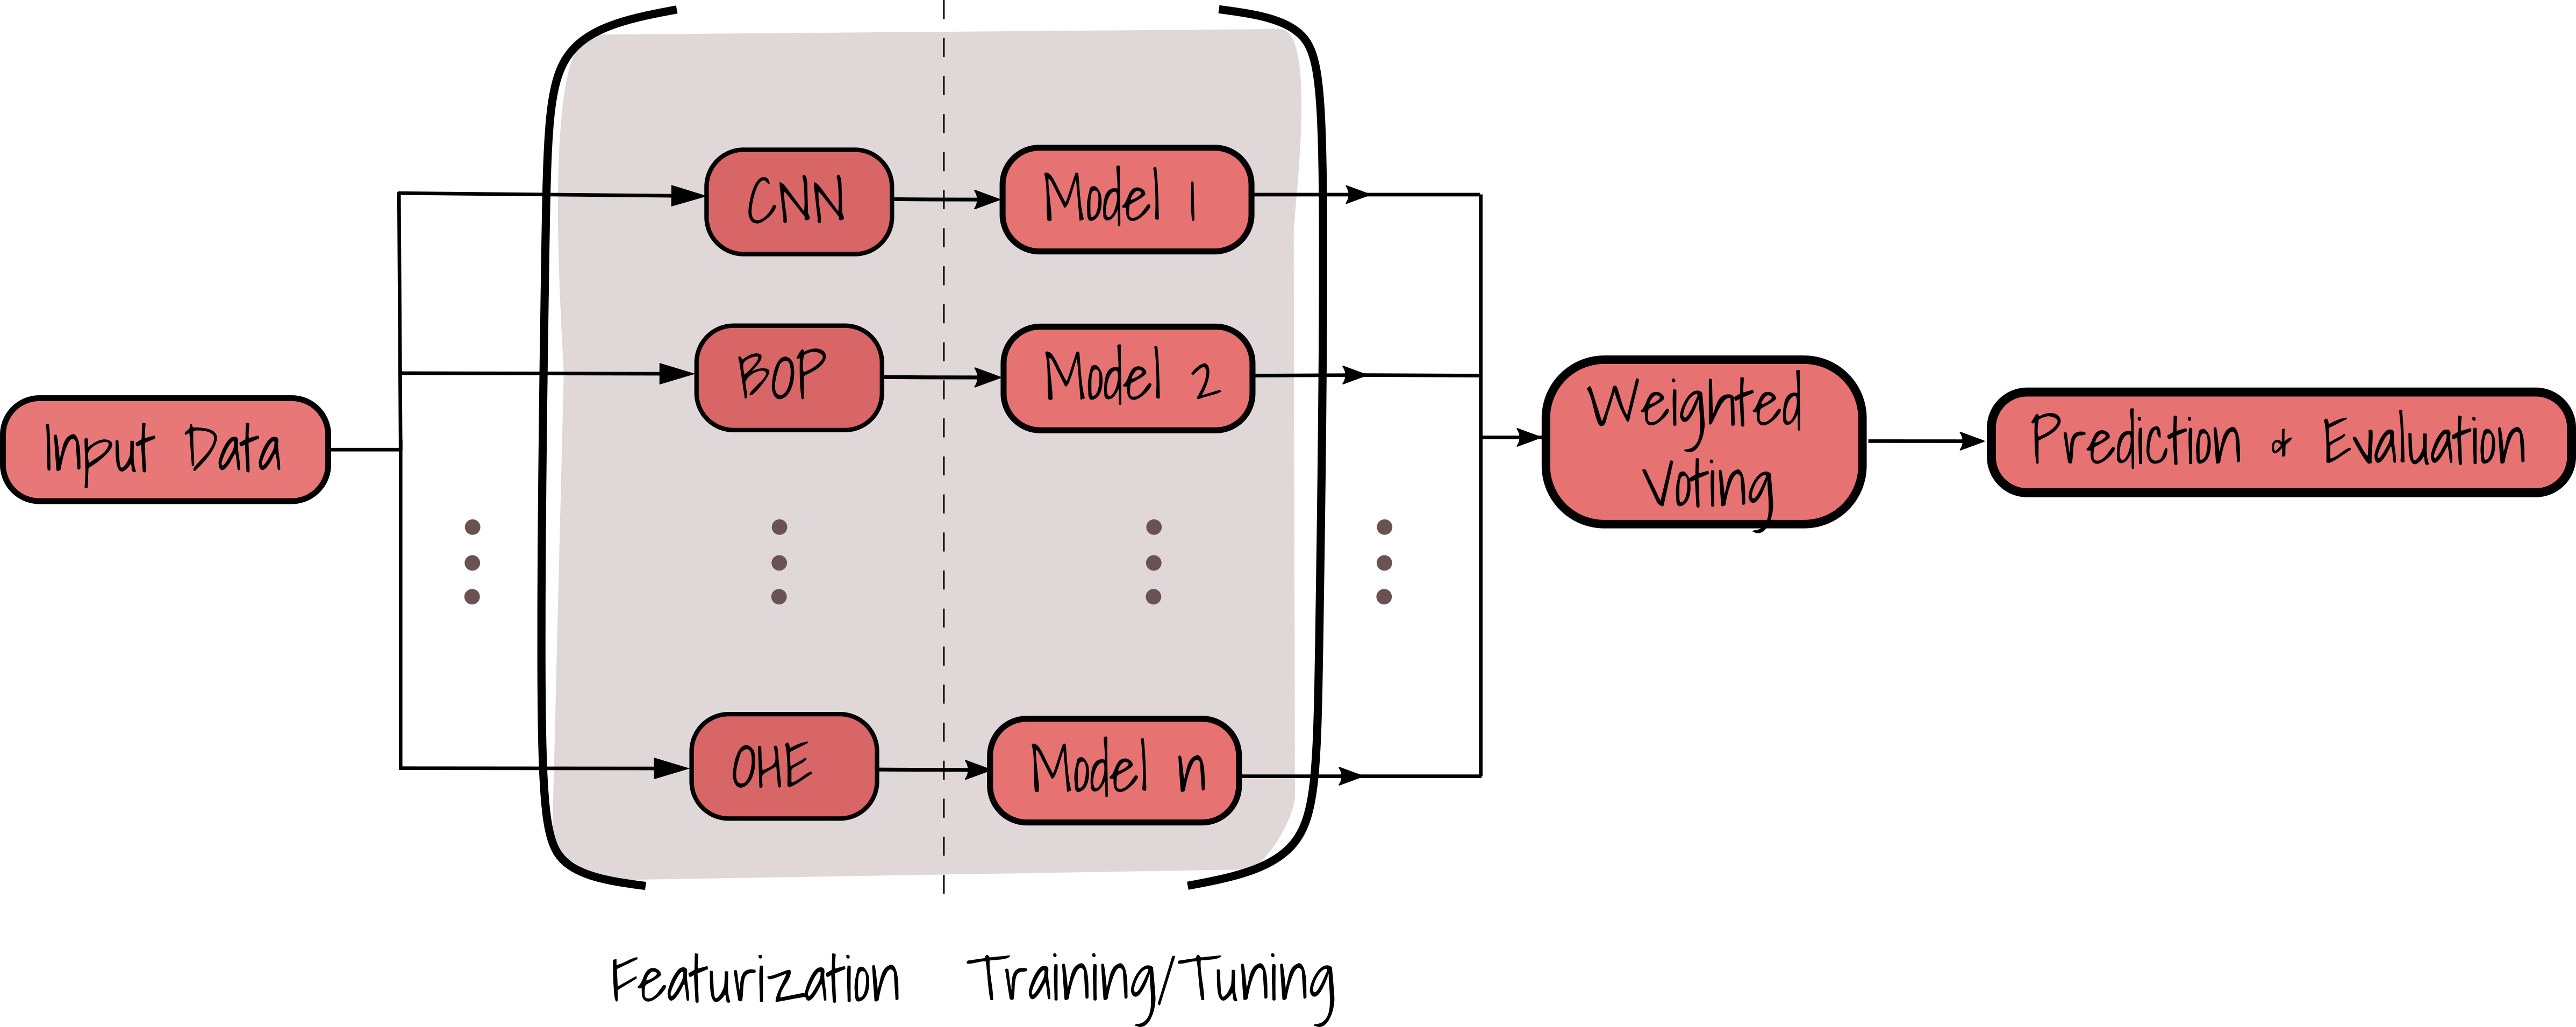 CNN
Model 1
BOP
Model 2
Input Data
Weighted
Voting
Prediction & Evaluation
OHE
Model n
Featurization
Training/Tuning